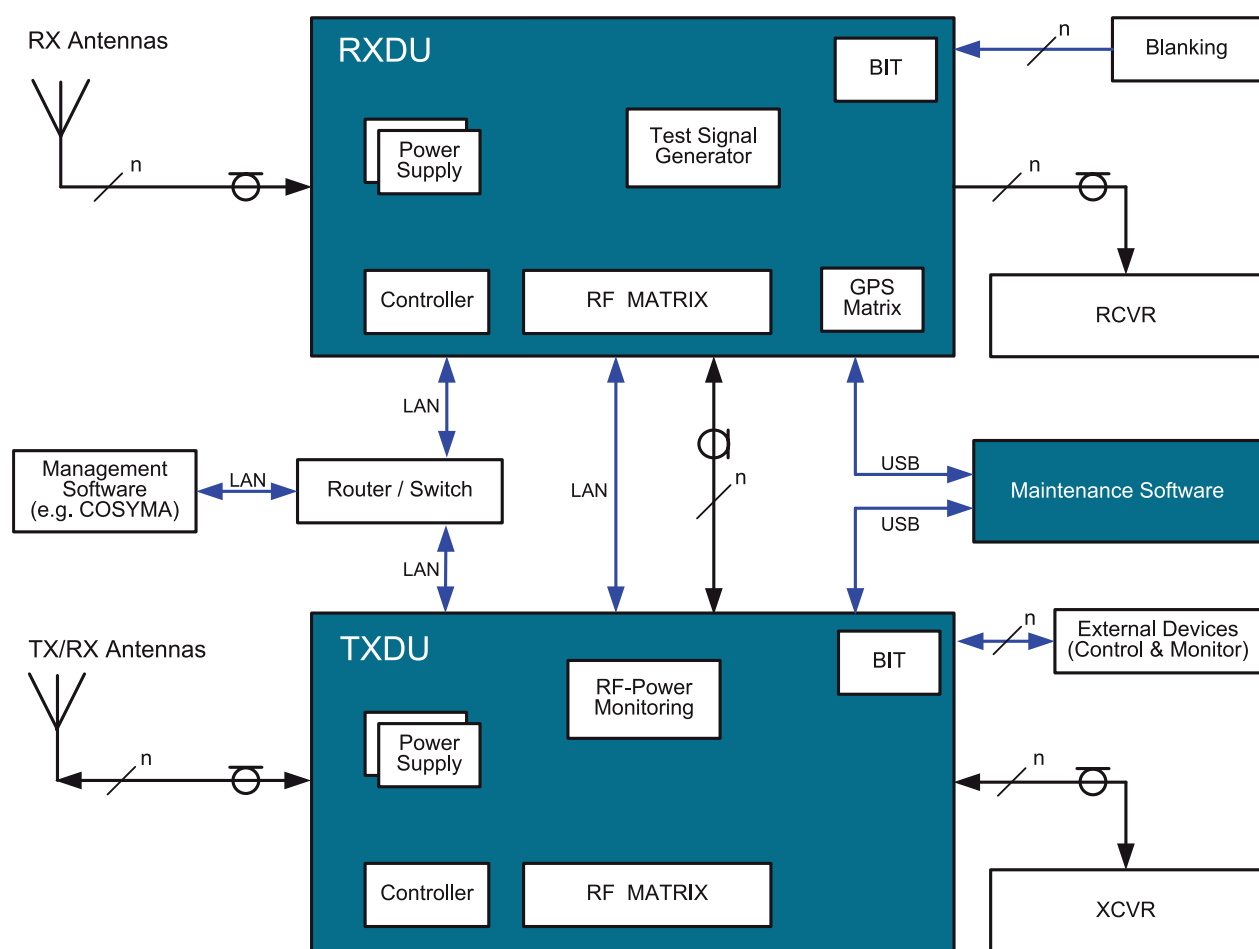 RX Antennas
n
RXDU
BIT
n
Blanking
Power
Supply
Test Signal
Generator
n
Controller
RF MATRIX
GPS
Matrix
RCVR
LAN
Management
Software
(e.g. COSYMA)
LAN
Router / Switch
LAN
n
USB
USB
Maintenance Software
LAN
TX/RX Antennas
n
TXDU
BIT
n
External Devices
(Control & Monitor)
RF-Power
Monitoring
Power
Supply
n
Controller
RF MATRIX
XCVR